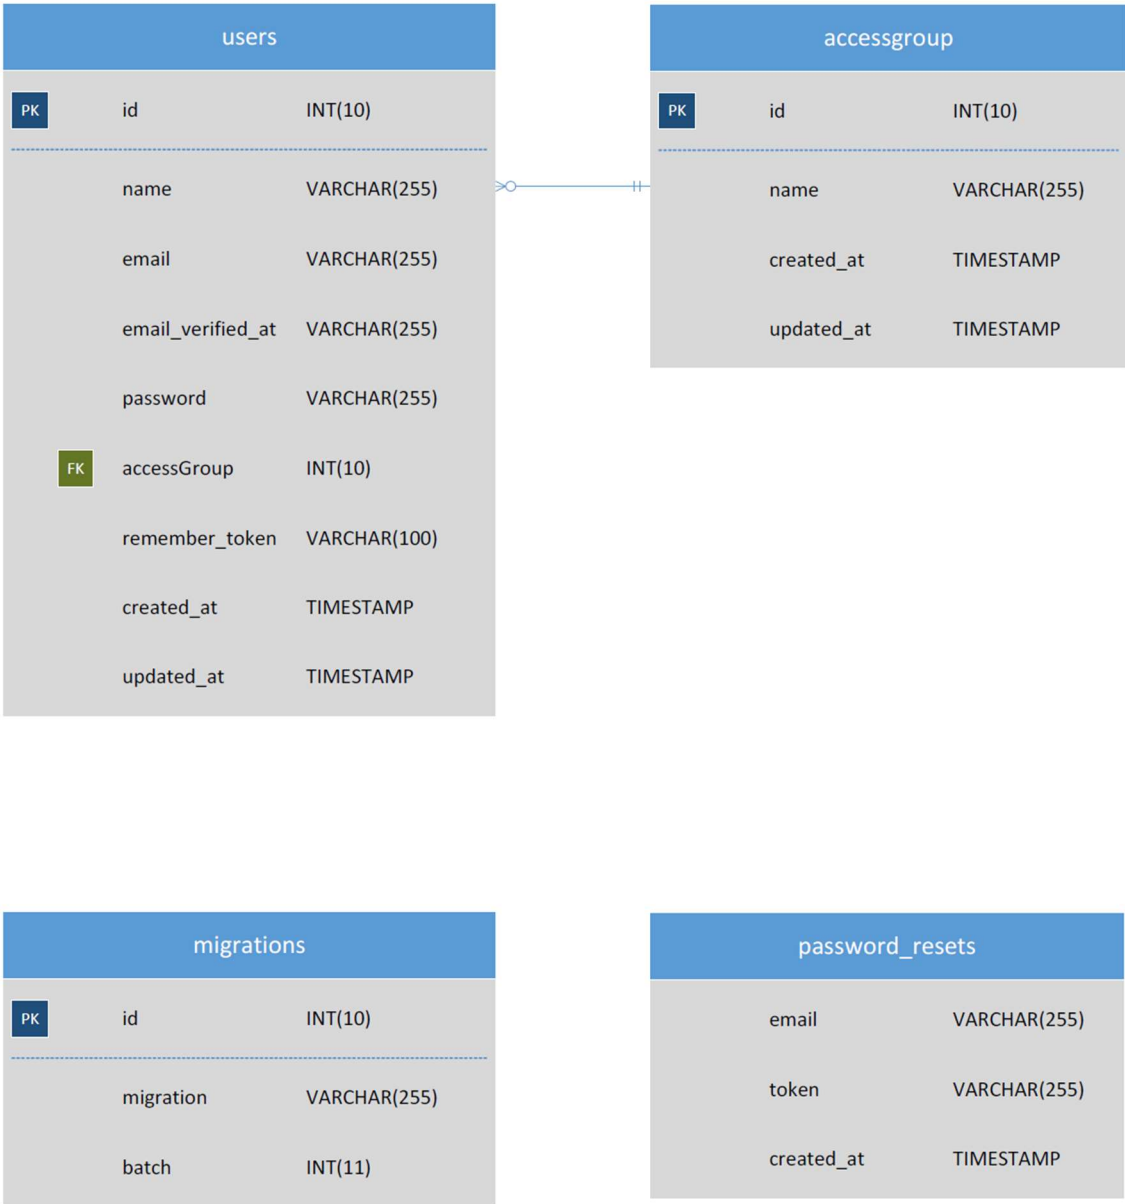 users
PK id INT(10)
name VARCHAR(255)
email VARCHAR(255)
email_verified_at VARCHAR(255)
password VARCHAR(255)
FK accessGroup INT(10)
remember_token VARCHAR(100)
created_at TIMESTAMP
updated_at TIMESTAMP
accessgroup
PK id INT(10)
name VARCHAR(255)
created_at TIMESTAMP
updated_at TIMESTAMP
migrations
PK id INT(10)
migration VARCHAR(255)
batch INT(11)
password_resets
email VARCHAR(255)
token VARCHAR(255)
created_at TIMESTAMP